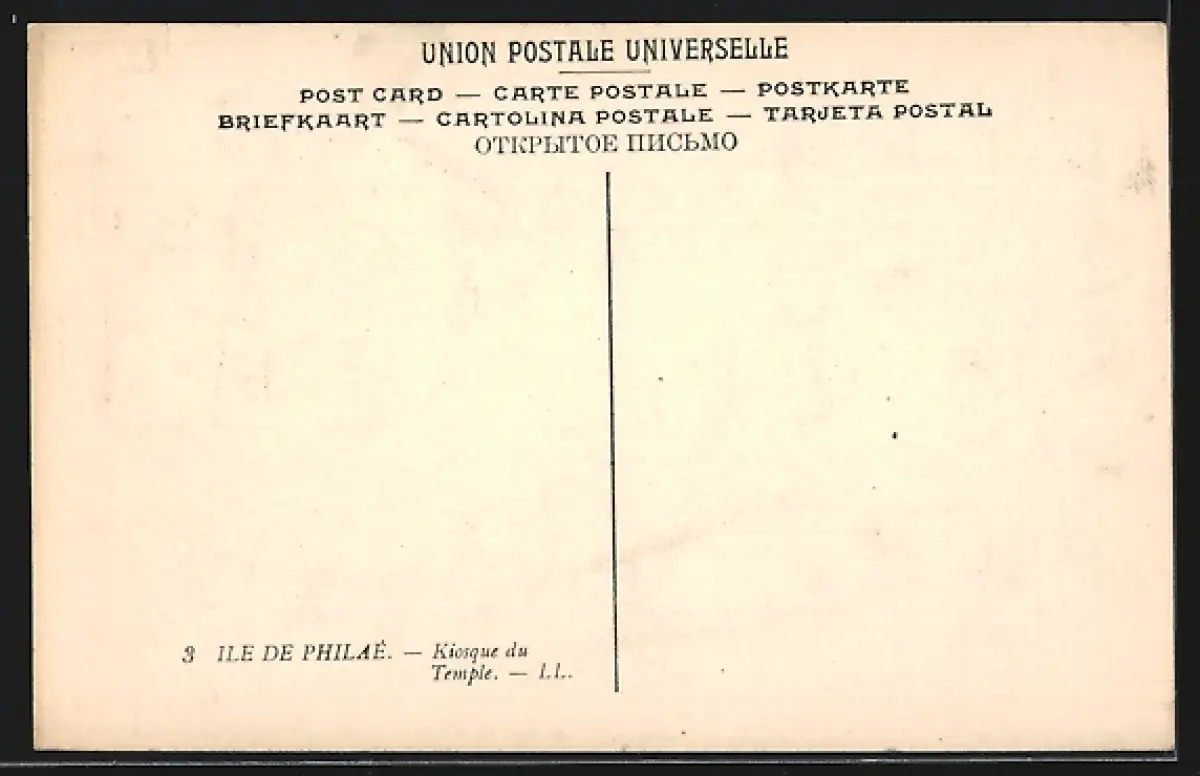 UNION POSTALE UNIVERSELLE
POST CARD — CARTE POSTALE — POSTKARTE
BRIEFKAART — CARTOLINA POSTALE — TARJETA POSTAL
ОТКРЫТОЕ ПИСЬМО
3 ILE DE PHILAÉ. — Kiosque du
Temple. — LL.